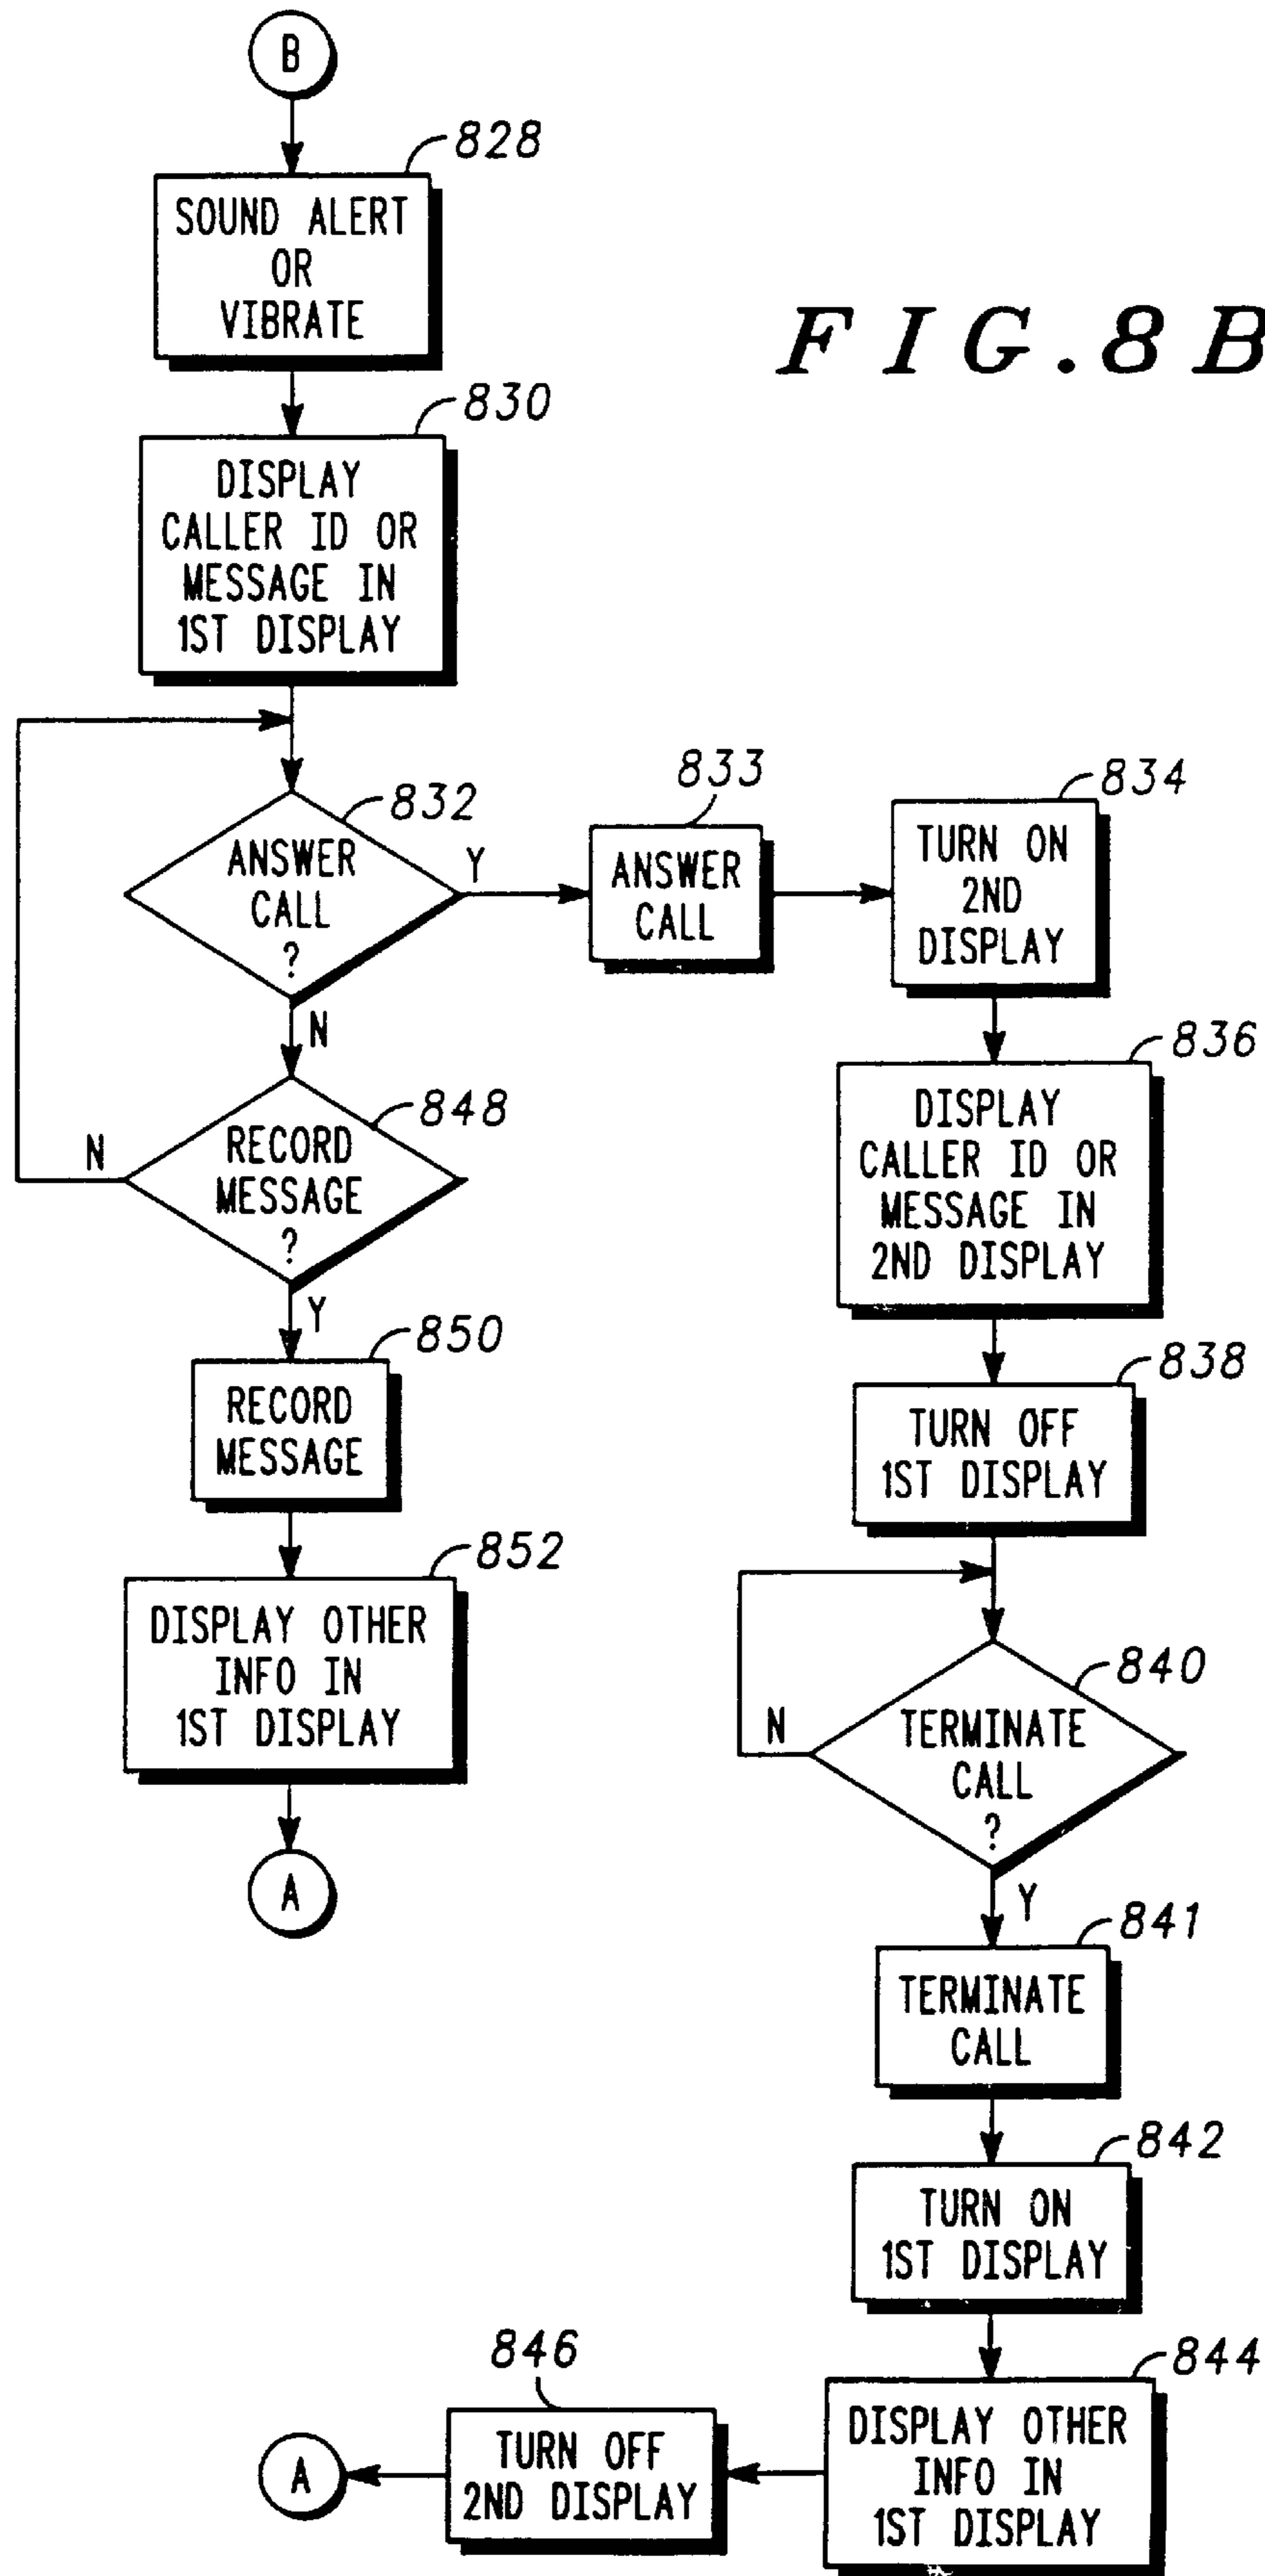 B
828
SOUND ALERT
OR
VIBRATE
FIG.8B
830
DISPLAY
CALLER ID OR
MESSAGE IN
1ST DISPLAY
832
ANSWER
CALL
?
Y
N
833
ANSWER
CALL
834
TURN ON
2ND
DISPLAY
836
DISPLAY
CALLER ID OR
MESSAGE IN
2ND DISPLAY
848
RECORD
MESSAGE
?
N
Y
850
RECORD
MESSAGE
852
DISPLAY OTHER
INFO IN
1ST DISPLAY
A
838
TURN OFF
1ST DISPLAY
840
TERMINATE
CALL
?
N
Y
841
TERMINATE
CALL
842
TURN ON
1ST DISPLAY
844
DISPLAY OTHER
INFO IN
1ST DISPLAY
846
TURN OFF
2ND DISPLAY
A